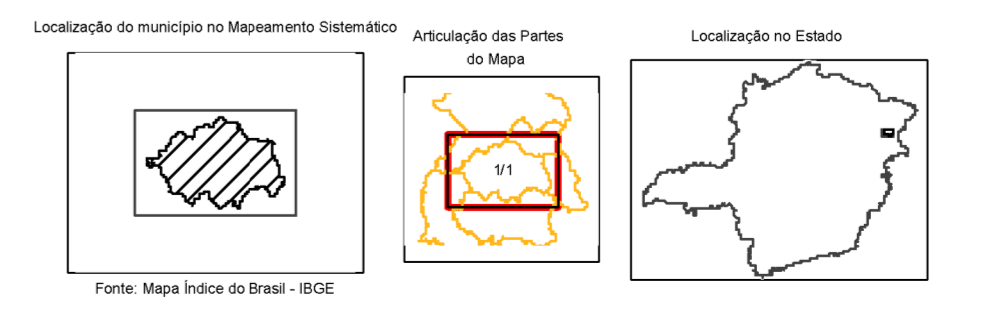 Localização do município no Mapeamento Sistemático
Articulação das Partes
do Mapa
Localização no Estado
1/1
Fonte: Mapa Índice do Brasil - IBGE